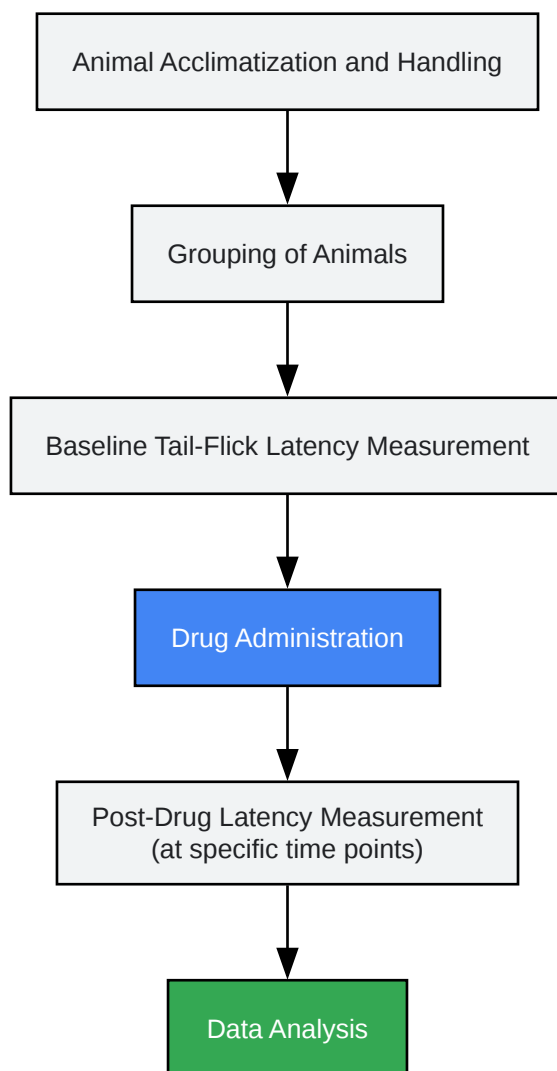 Animal Acclimatization and Handling
Grouping of Animals
Baseline Tail-Flick Latency Measurement
Drug Administration
Post-Drug Latency Measurement
(at specific time points)
Data Analysis